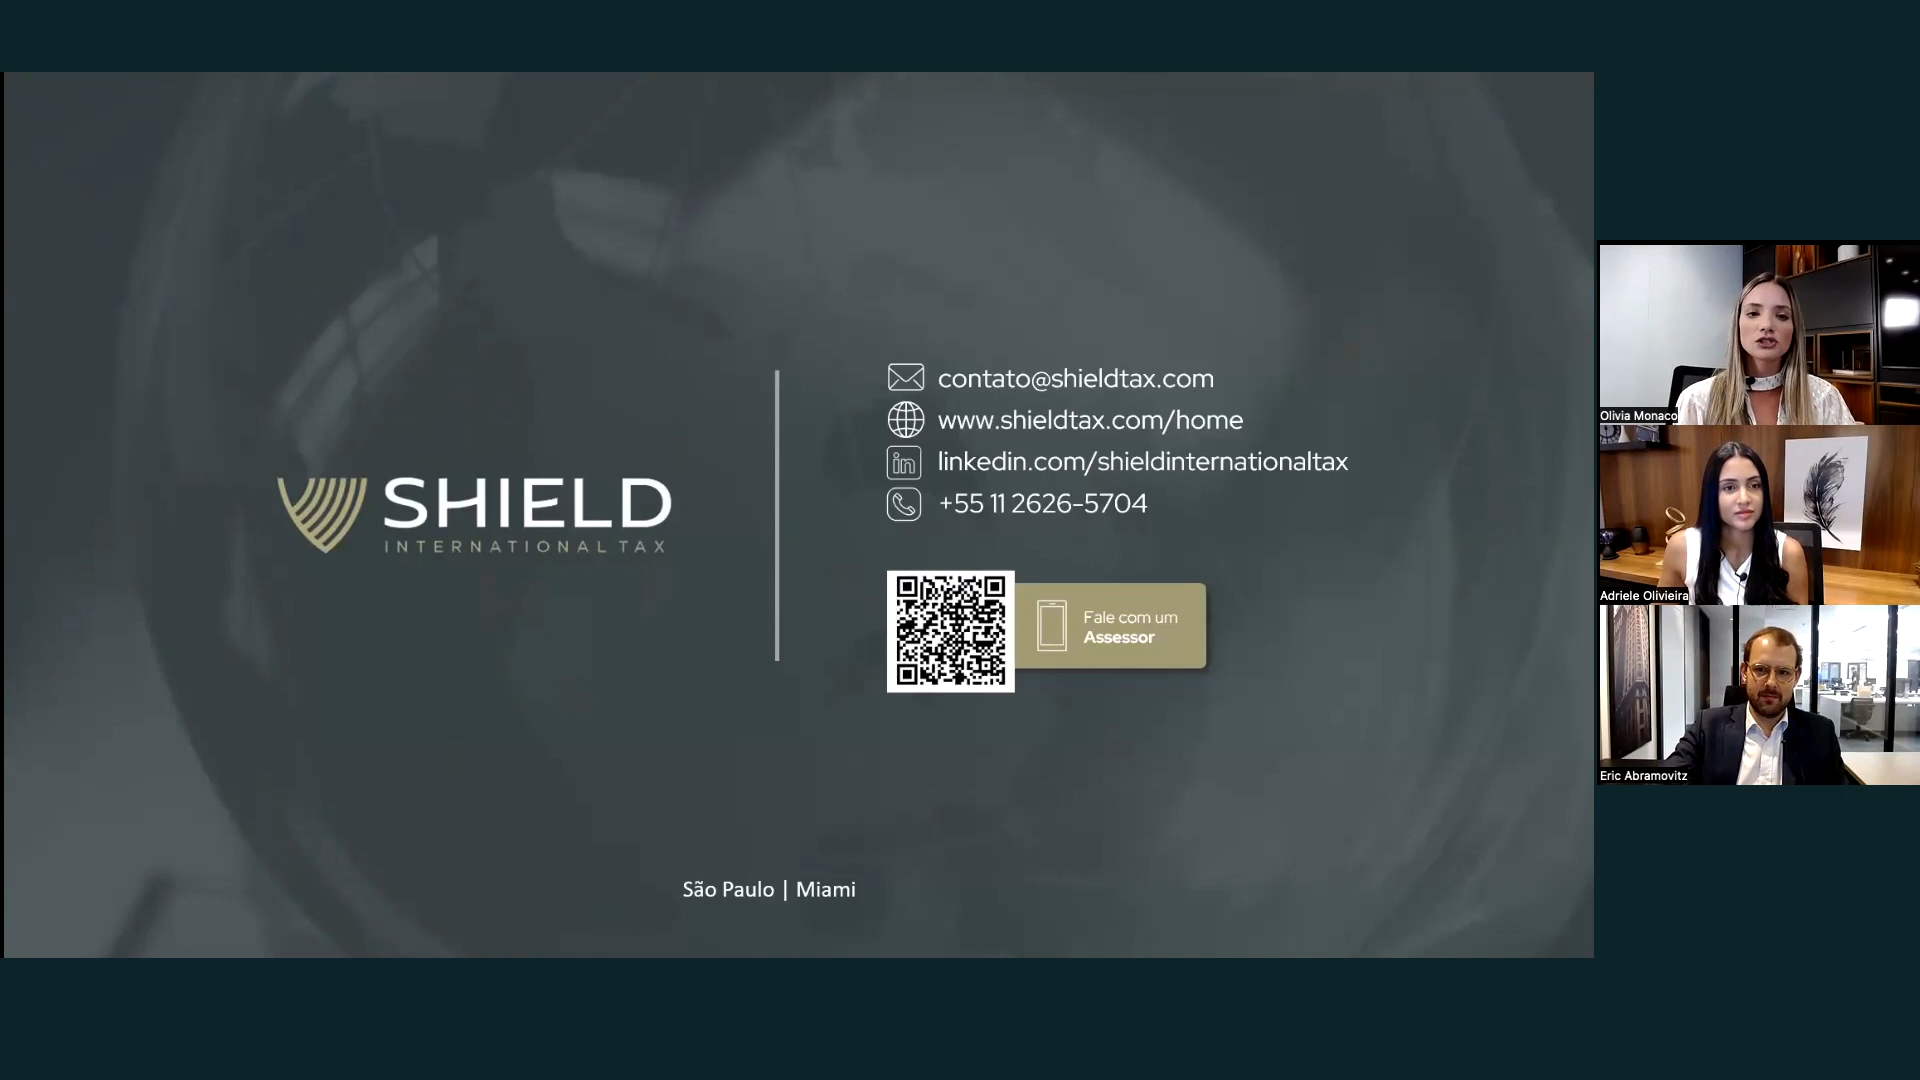 SHIELD
INTERNATIONAL TAX
contato@shieldtax.com
www.shieldtax.com/home
linkedin.com/shieldinternationaltax
+55 11 2626-5704
Fale com um
Assessor
São Paulo | Miami
Olivia Monaco
Adriele Olivieira
Eric Abramovitz